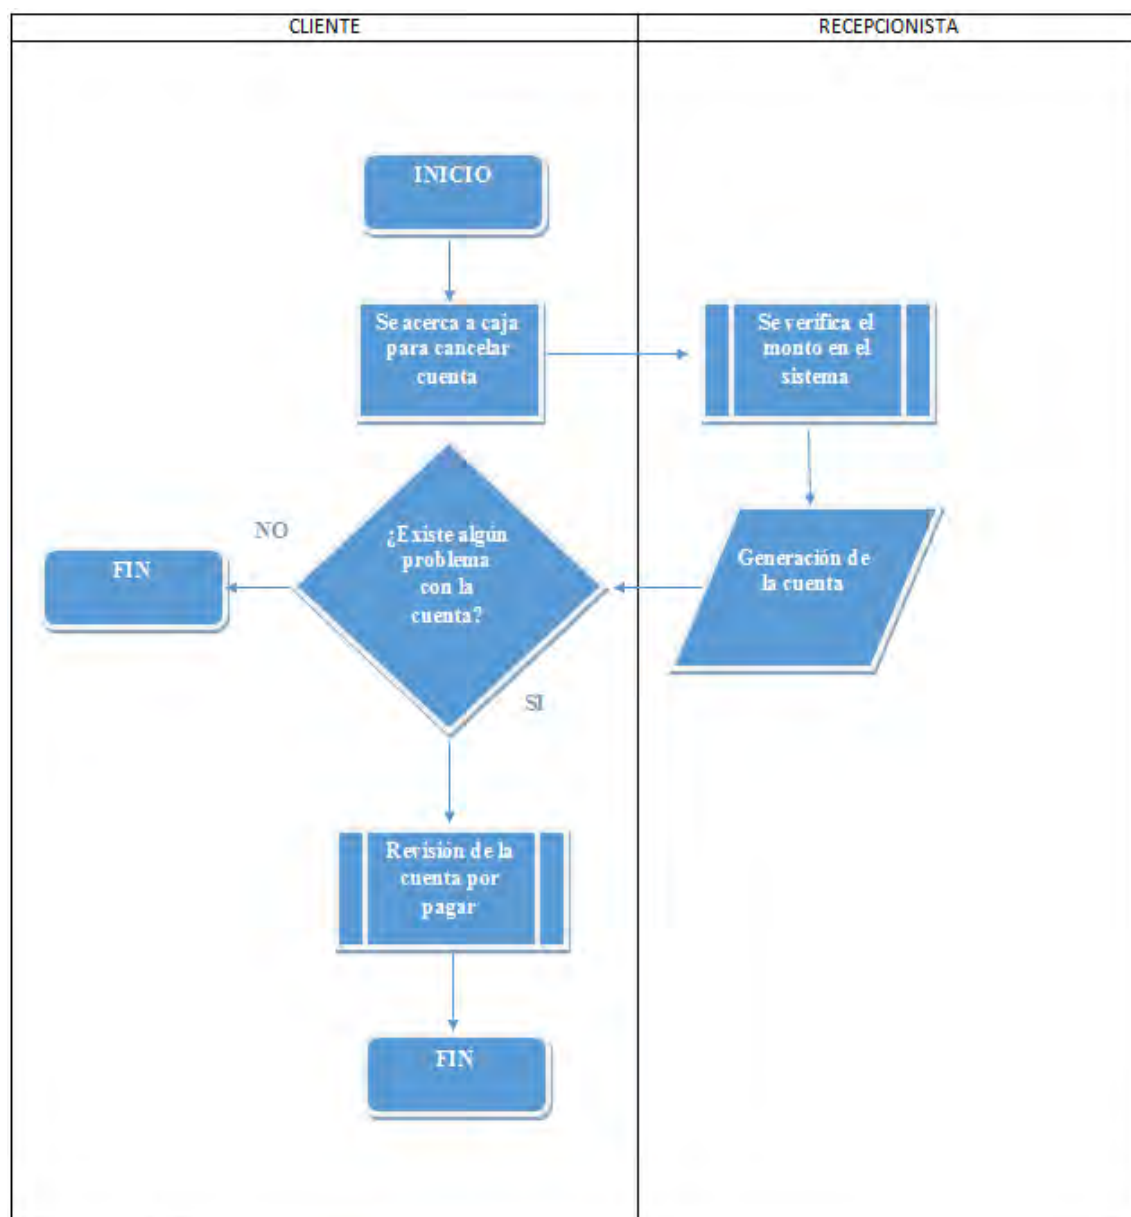 CLIENTE
RECEPCIONISTA
INICIO
Se acerca a caja
para cancelar
cuenta
Se verifica el
monto en el
sistema
¿Existe algún
problema
con la
cuenta?
NO
FIN
Generación de
la cuenta
SI
Revisión de la
cuenta por
pagar
FIN